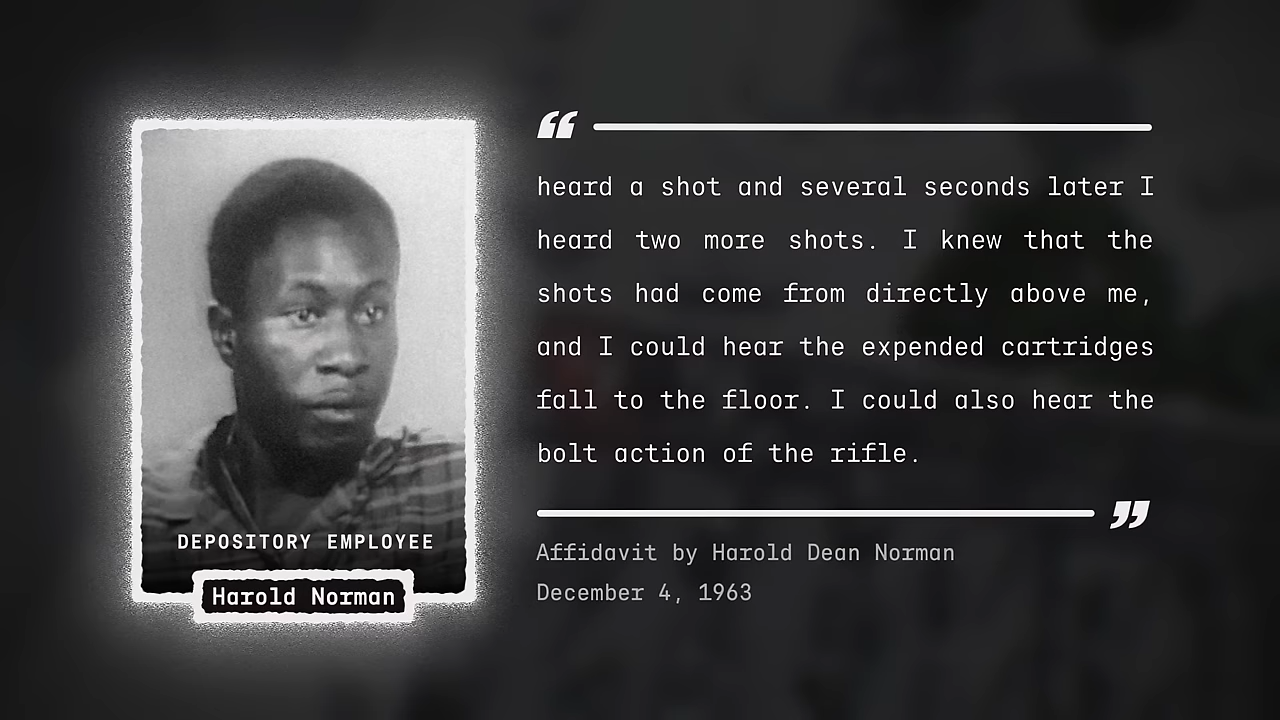 DEPOSITORY EMPLOYEE
Harold Norman
“
heard a shot and several seconds later I
heard two more shots. I knew that the
shots had come from directly above me,
and I could hear the expended cartridges
fall to the floor. I could also hear the
bolt action of the rifle.
”
Affidavit by Harold Dean Norman
December 4, 1963